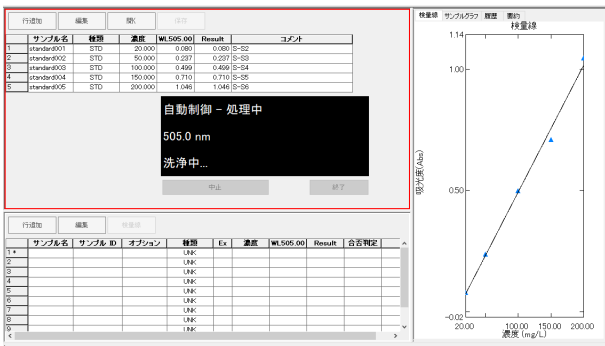 行追加 編集 開K 保存
サンプル名 種類 濃度 WL505.00 Result コメント
1 standard001 STD 20.000 0.080 0.080 S-S2
2 standard002 STD 50.000 0.237 0.237 S-S3
3 standard003 STD 100.000 0.499 0.499 S-S4
4 standard004 STD 150.000 0.710 0.710 S-S5
5 standard005 STD 200.000 1.046 1.046 S-S6
自動制御 – 処理中
505.0 nm
洗浄中...
中止 終了
行追加 編集 検量線
サンプル名 サンプル ID オプション 種類 Ex 濃度 WL505.00 Result 合否判定
1 * UNK
2 UNK
3 UNK
4 UNK
5 UNK
6 UNK
7 UNK
8 UNK
9 UNK
検量線 サンプルグラフ 履歴 要約
検量線
1.14
1.00
0.50
-0.02
吸光度(Abs)
20.00 100.00 150.00 200.00
濃度 (mg/L)